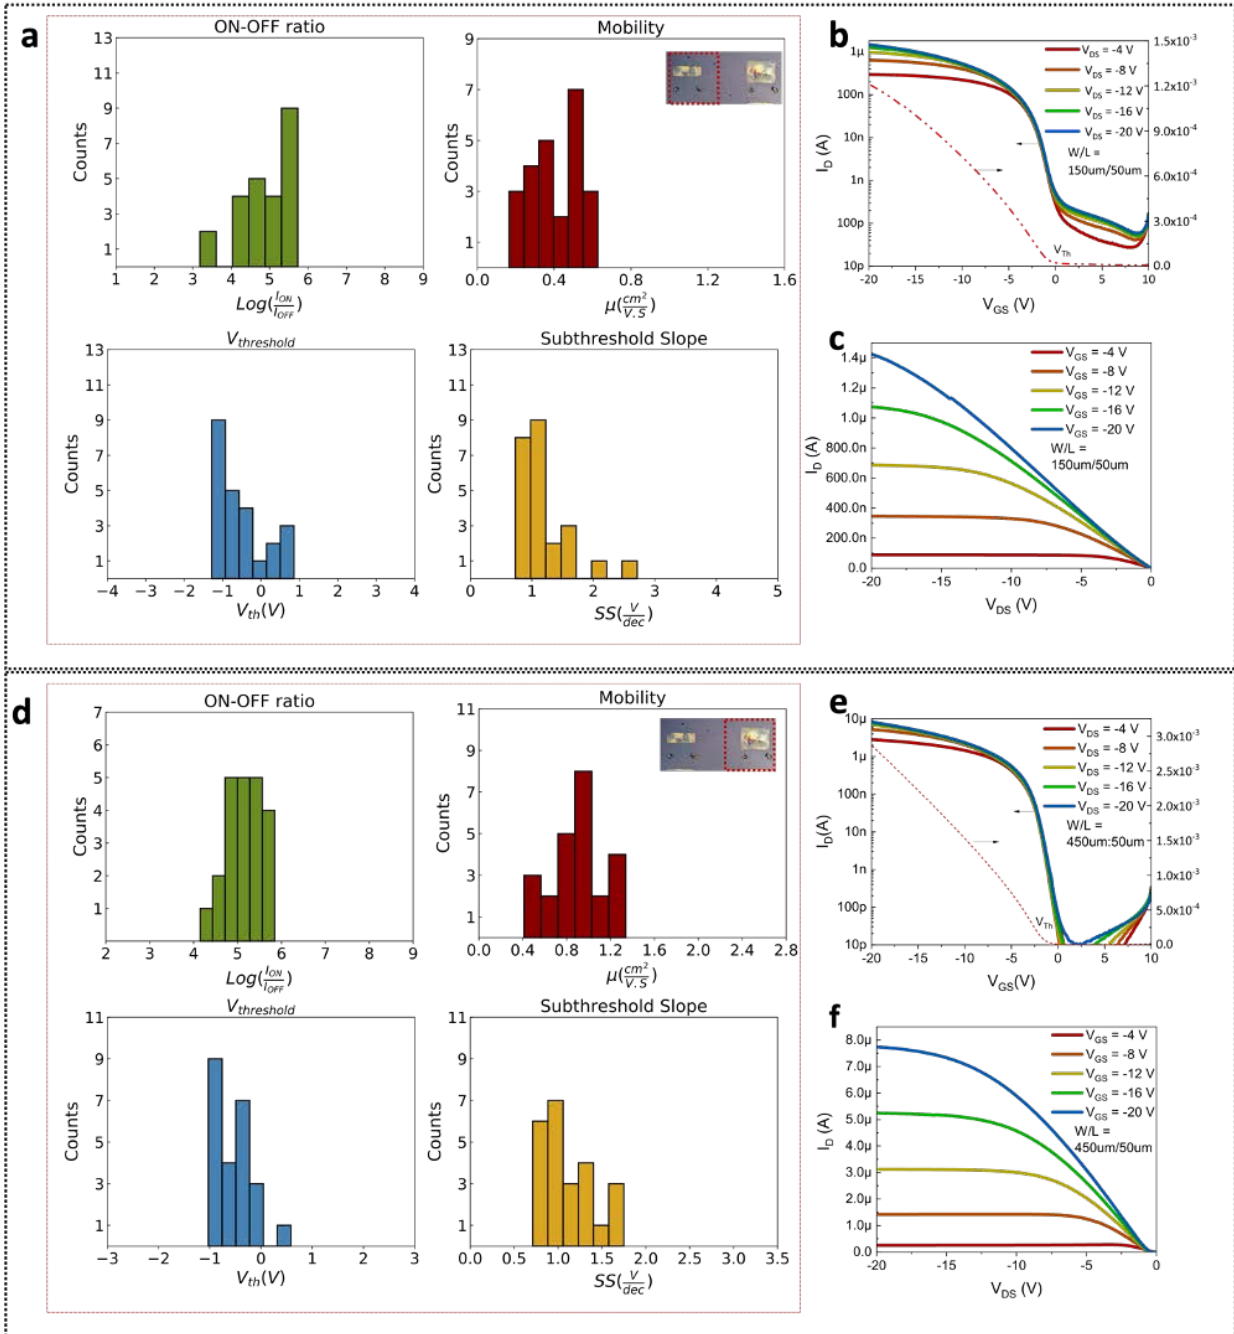 a
ON-OFF ratio
13
11
9
7
5
3
1
Counts
1 2 3 4 5 6 7 8 9
Log(I_ON/I_OFF)
Mobility
9
7
5
3
1
Counts
0.0 0.4 0.8 1.2 1.6
μ(cm²/V.S)
V_threshold
13
11
9
7
5
3
1
Counts
−4 −3 −2 −1 0 1 2 3 4
V_th(V)
Subthreshold Slope
13
11
9
7
5
3
1
Counts
0 1 2 3 4 5
SS(V/dec)
b
1μ
100n
10n
1n
100p
10p
I_D (A)
V_DS = -4 V
V_DS = -8 V
V_DS = -12 V
V_DS = -16 V
V_DS = -20 V
W/L =
150um/50um
V_Th
1.5x10⁻³
1.2x10⁻³
9.0x10⁻⁴
6.0x10⁻⁴
3.0x10⁻⁴
0.0
-20 -15 -10 -5 0 5 10
V_GS (V)
c
1.4μ
1.2μ
1.0μ
800.0n
600.0n
400.0n
200.0n
0.0
I_D (A)
V_GS = -4 V
V_GS = -8 V
V_GS = -12 V
V_GS = -16 V
V_GS = -20 V
W/L =
150um/50um
-20 -15 -10 -5 0
V_DS (V)
d
ON-OFF ratio
7
6
5
4
3
2
1
Counts
2 3 4 5 6 7 8 9
Log(I_ON/I_OFF)
Mobility
11
9
7
5
3
1
Counts
0.0 0.4 0.8 1.2 1.6 2.0 2.4 2.8
μ(cm²/V.S)
V_threshold
11
9
7
5
3
1
Counts
−3 −2 −1 0 1 2 3
V_th(V)
Subthreshold Slope
11
9
7
5
3
1
Counts
0.0 0.5 1.0 1.5 2.0 2.5 3.0 3.5
SS(V/dec)
e
10μ
1μ
100n
10n
1n
100p
10p
I_D(A)
V_DS = -4 V
V_DS = -8 V
V_DS = -12 V
V_DS = -16 V
V_DS = -20 V
W/L =
450um:50um
V_Th
3.0x10⁻³
2.5x10⁻³
2.0x10⁻³
1.5x10⁻³
1.0x10⁻³
5.0x10⁻⁴
0.0
-20 -15 -10 -5 0 5 10
V_GS(V)
f
8.0μ
7.0μ
6.0μ
5.0μ
4.0μ
3.0μ
2.0μ
1.0μ
0.0
I_D (A)
V_GS = -4 V
V_GS = -8 V
V_GS = -12 V
V_GS = -16 V
V_GS = -20 V
W/L =
450um/50um
-20 -15 -10 -5 0
V_DS (V)